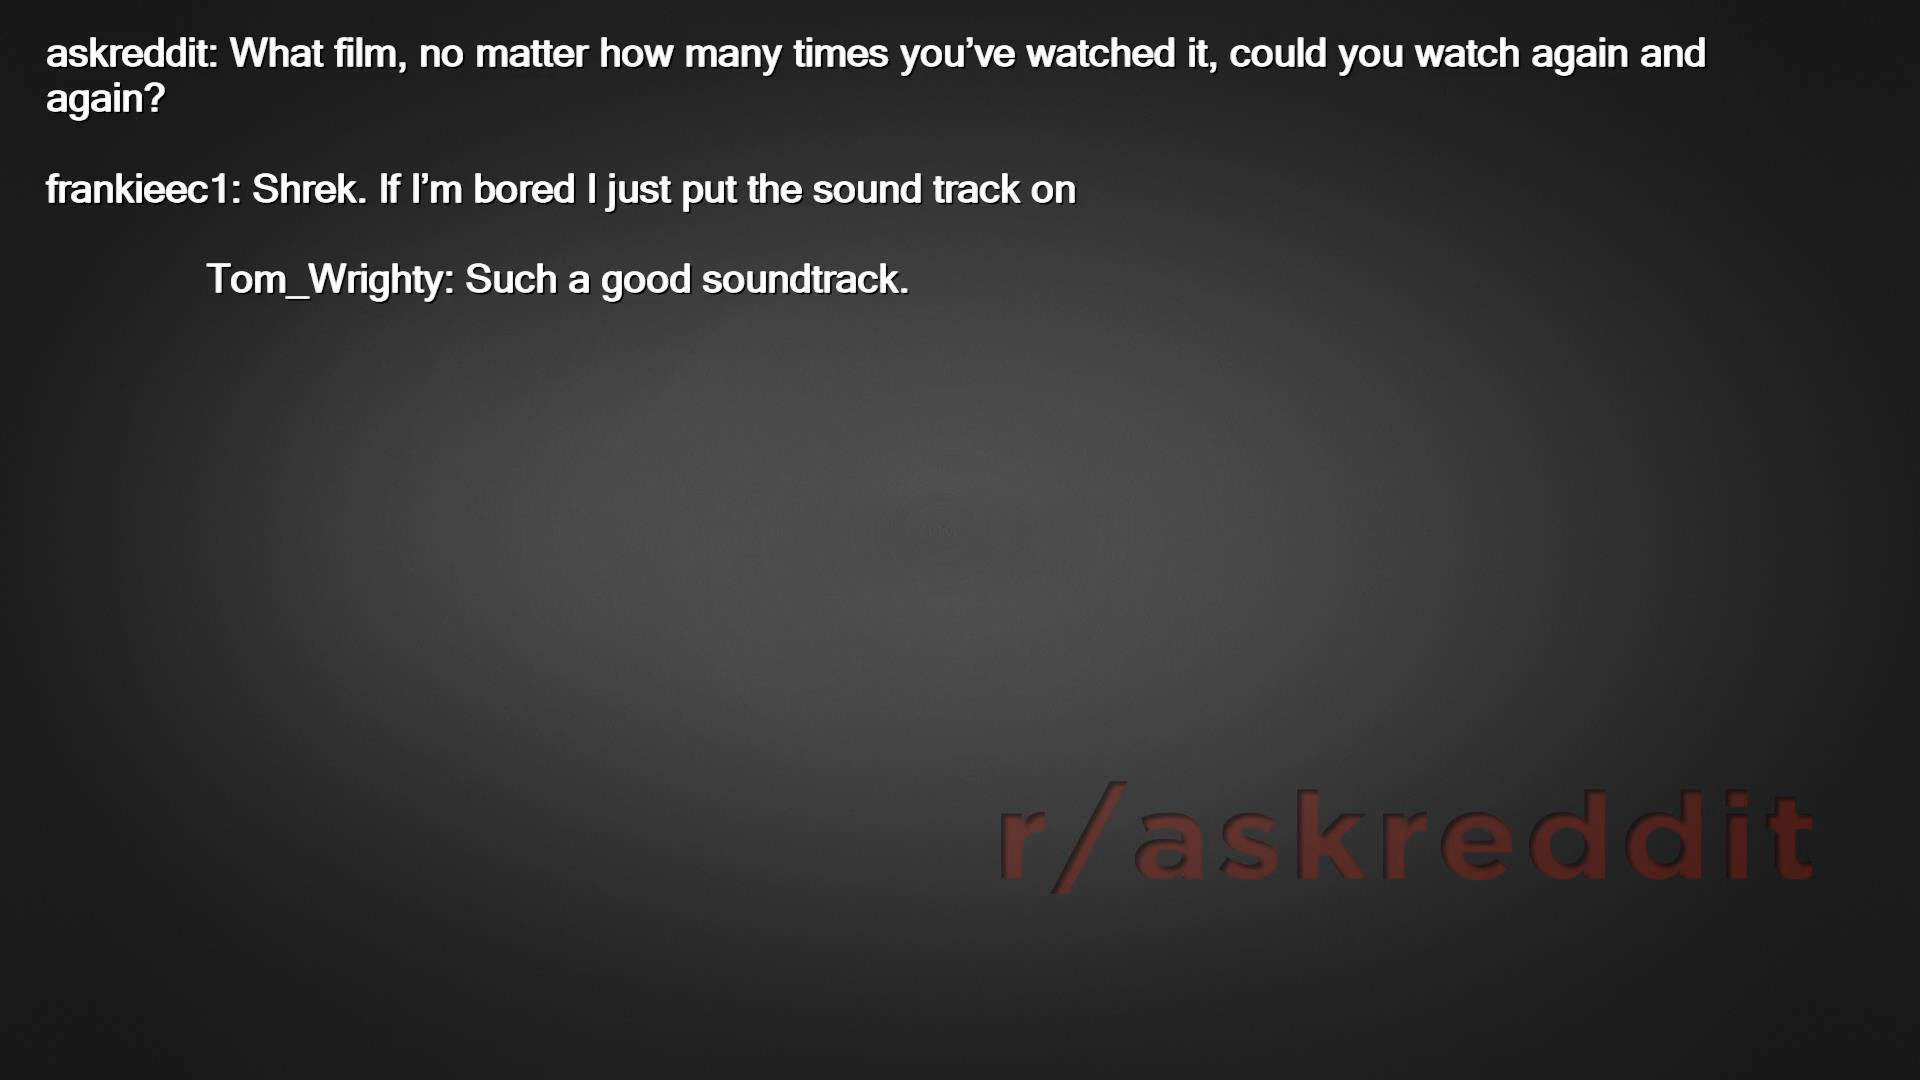 askreddit: What film, no matter how many times you’ve watched it, could you watch again and
again?
frankieec1: Shrek. If I’m bored I just put the sound track on
Tom_Wrighty: Such a good soundtrack.
r/askreddit